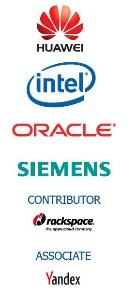 HUAWEI
intel
ORACLE®
SIEMENS
CONTRIBUTOR
rackspace.
the open cloud company
ASSOCIATE
Yandex